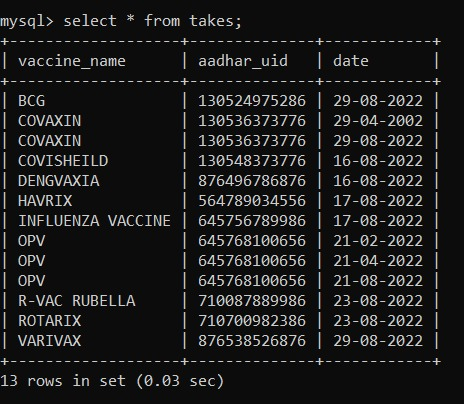 mysql> select * from takes;
+-------------------+--------------+------------+
| vaccine_name      | aadhar_uid   | date       |
+-------------------+--------------+------------+
| BCG               | 130524975286 | 29-08-2022 |
| COVAXIN           | 130536373776 | 29-04-2002 |
| COVAXIN           | 130536373776 | 29-08-2022 |
| COVISHEILD        | 130548373776 | 16-08-2022 |
| DENGVAXIA         | 876496786876 | 16-08-2022 |
| HAVRIX            | 564789034556 | 17-08-2022 |
| INFLUENZA VACCINE | 645756789986 | 17-08-2022 |
| OPV               | 645768100656 | 21-02-2022 |
| OPV               | 645768100656 | 21-04-2022 |
| OPV               | 645768100656 | 21-08-2022 |
| R-VAC RUBELLA     | 710087889986 | 23-08-2022 |
| ROTARIX           | 710700982386 | 23-08-2022 |
| VARIVAX           | 876538526876 | 29-08-2022 |
+-------------------+--------------+------------+
13 rows in set (0.03 sec)